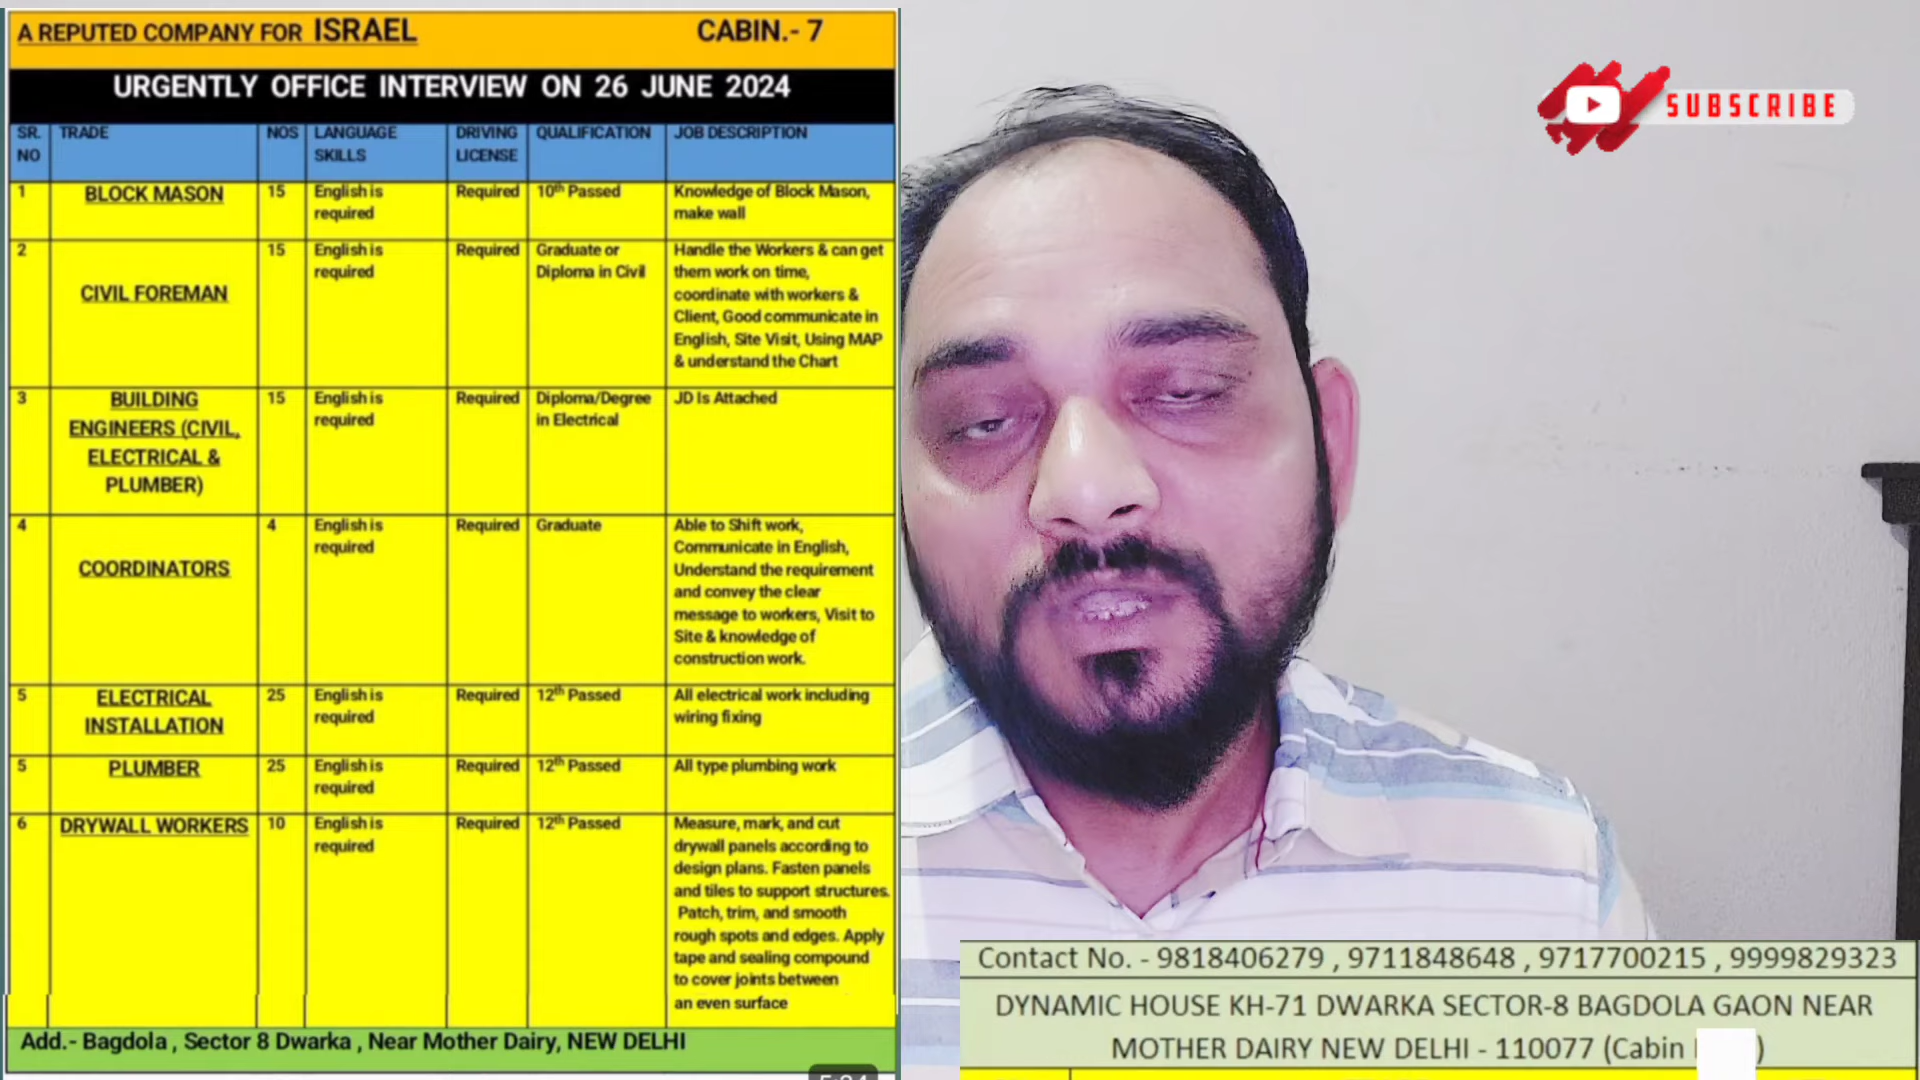 A REPUTED COMPANY FOR ISRAEL CABIN.- 7
URGENTLY OFFICE INTERVIEW ON 26 JUNE 2024
SR. NO TRADE NOS LANGUAGE SKILLS DRIVING LICENSE QUALIFICATION JOB DESCRIPTION
1 BLOCK MASON 15 English is required Required 10th Passed Knowledge of Block Mason,
make wall
2 CIVIL FOREMAN 15 English is required Required Graduate or Diploma in Civil Handle the Workers & can get
them work on time,
coordinate with workers &
Client, Good communicate in
English, Site Visit, Using MAP
& understand the Chart
3 BUILDING ENGINEERS (CIVIL, ELECTRICAL & PLUMBER) 15 English is required Required Diploma/Degree in Electrical JD Is Attached
4 COORDINATORS 4 English is required Required Graduate Able to Shift work,
Communicate in English,
Understand the requirement
and convey the clear
message to workers, Visit to
Site & knowledge of
construction work.
5 ELECTRICAL INSTALLATION 25 English is required Required 12th Passed All electrical work including
wiring fixing
5 PLUMBER 25 English is required Required 12th Passed All type plumbing work
6 DRYWALL WORKERS 10 English is required Required 12th Passed Measure, mark, and cut
drywall panels according to
design plans. Fasten panels
and tiles to support structures.
Patch, trim, and smooth
rough spots and edges. Apply
tape and sealing compound
to cover joints between
an even surface
Add.- Bagdola , Sector 8 Dwarka , Near Mother Dairy, NEW DELHI
SUBSCRIBE
Contact No. - 9818406279 , 9711848648 , 9717700215 , 9999829323
DYNAMIC HOUSE KH-71 DWARKA SECTOR-8 BAGDOLA GAON NEAR
MOTHER DAIRY NEW DELHI - 110077 (Cabin )